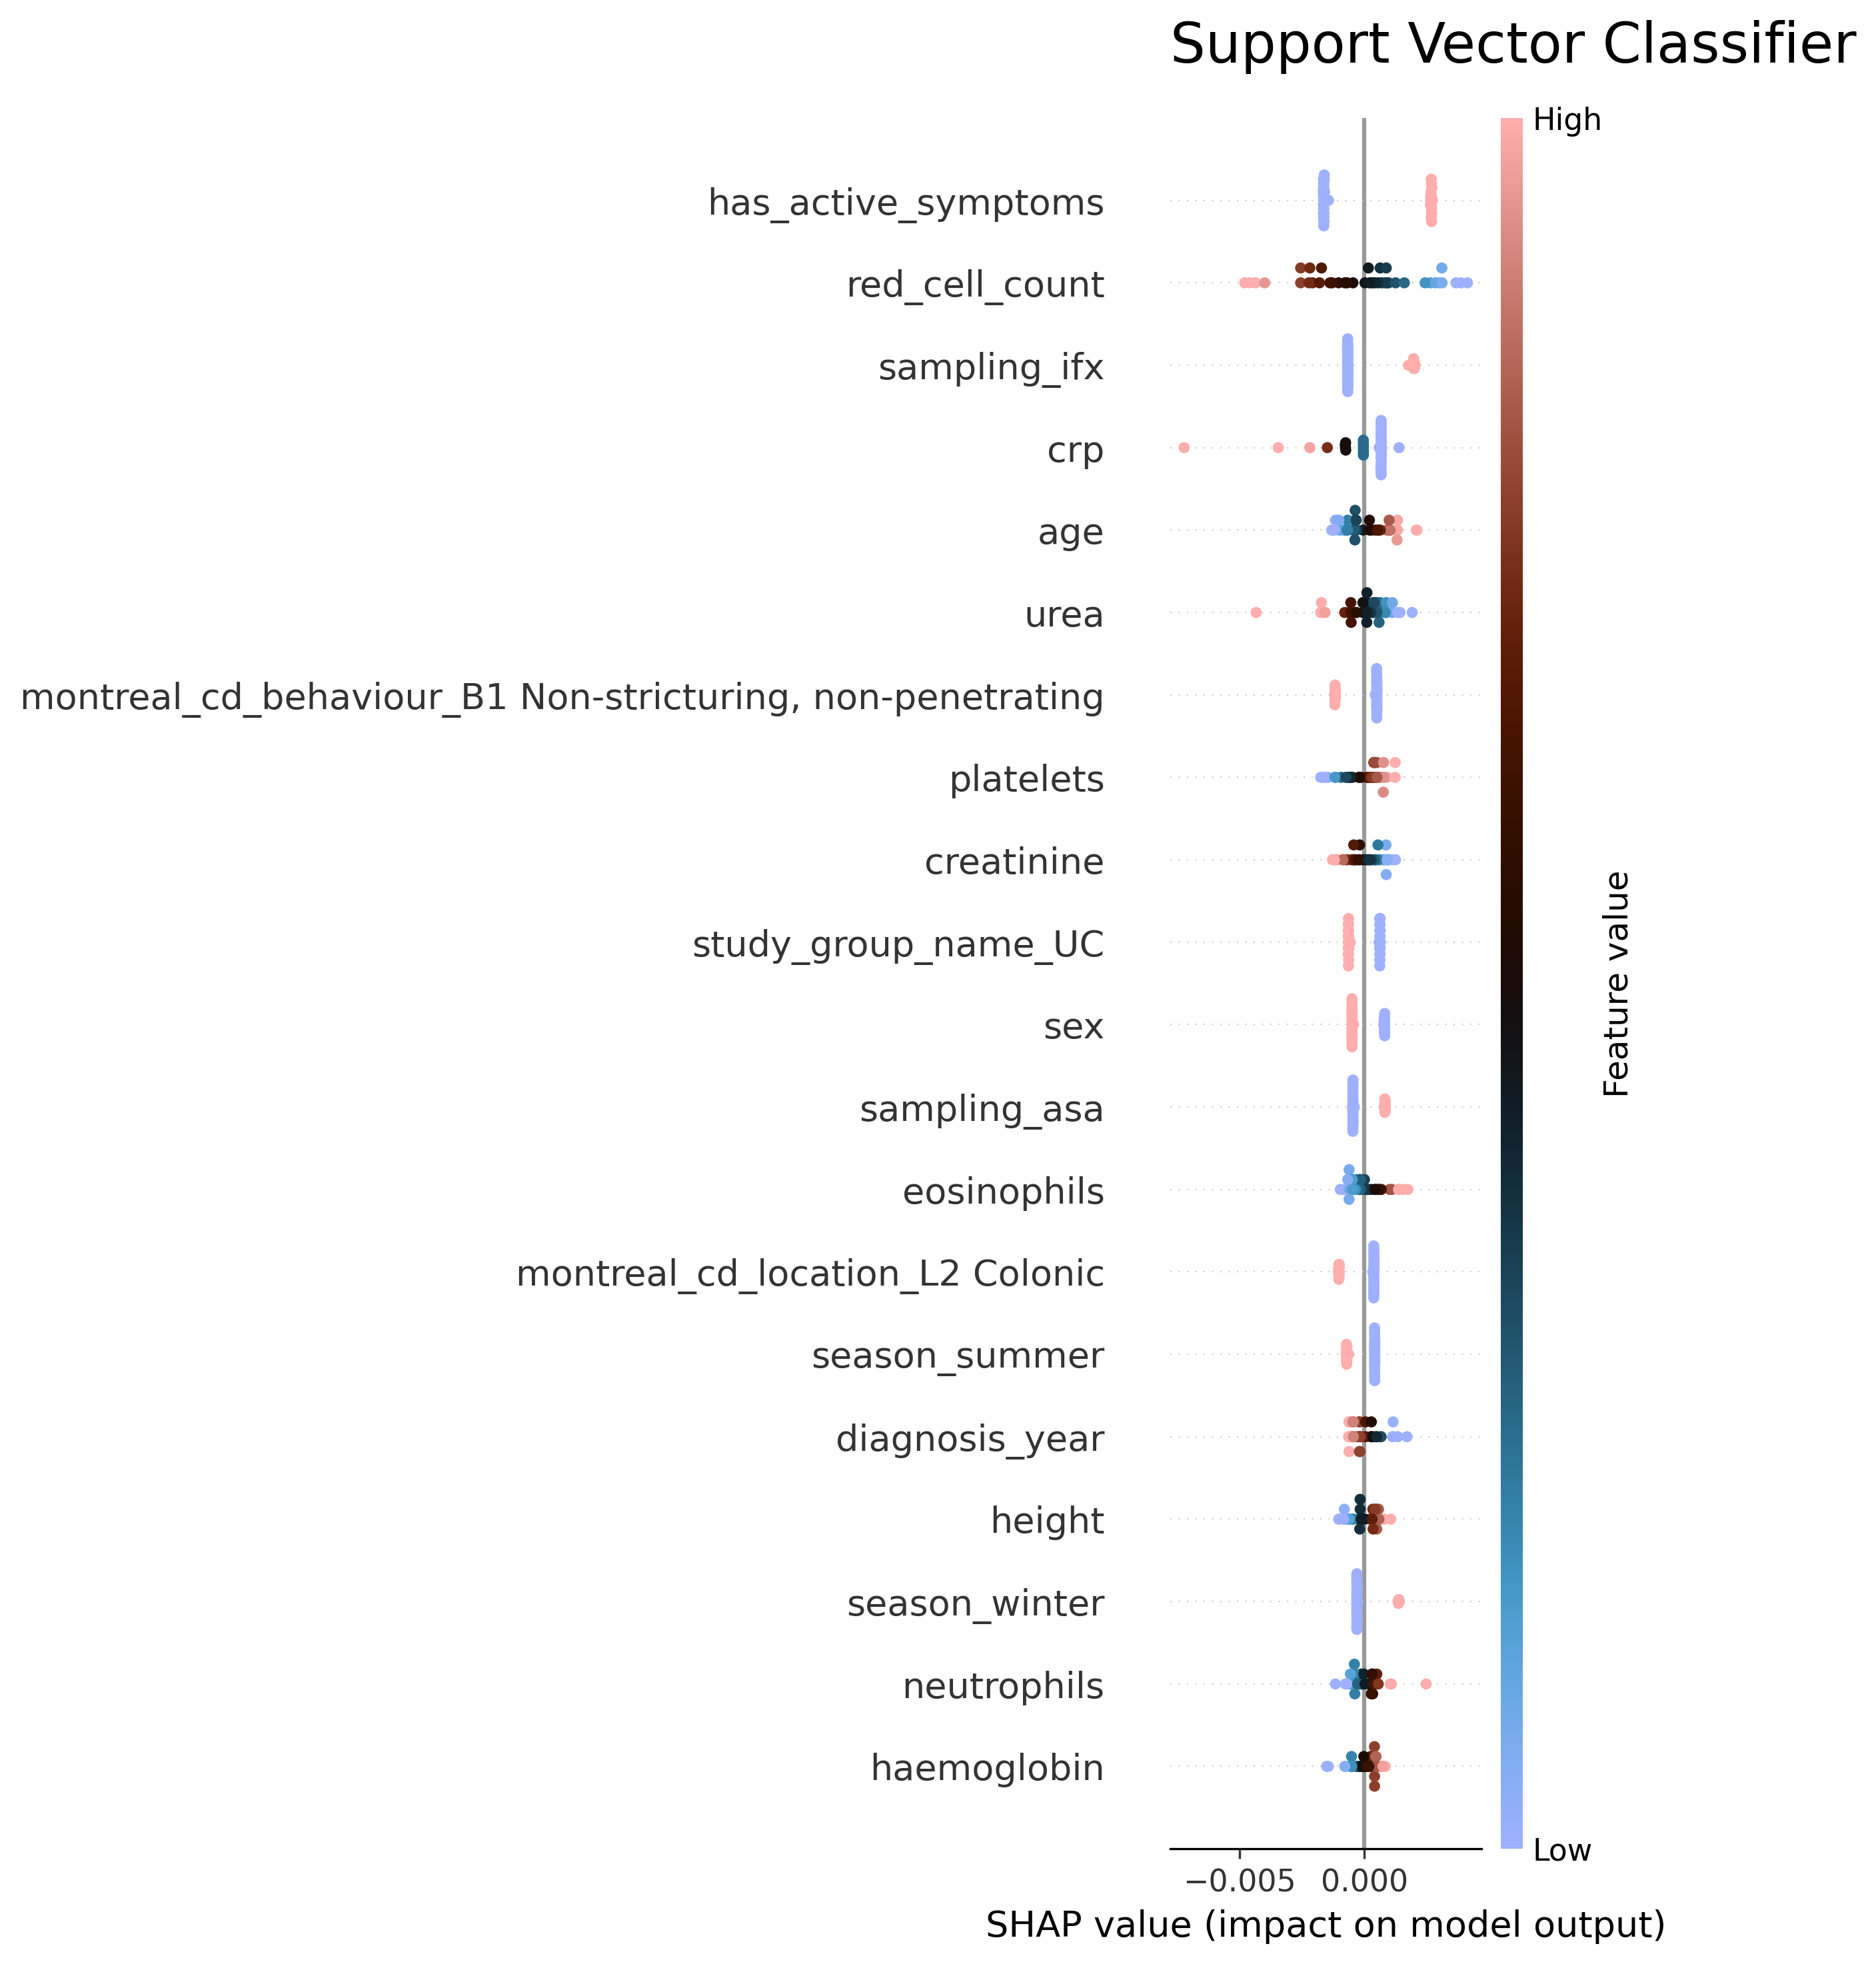 Support Vector Classifier
High
has_active_symptoms
red_cell_count
sampling_ifx
crp
age
urea
montreal_cd_behaviour_B1 Non-stricturing, non-penetrating
platelets
creatinine
study_group_name_UC
sex
sampling_asa
eosinophils
montreal_cd_location_L2 Colonic
season_summer
diagnosis_year
height
season_winter
neutrophils
haemoglobin
Feature value
Low
−0.005 0.000
SHAP value (impact on model output)